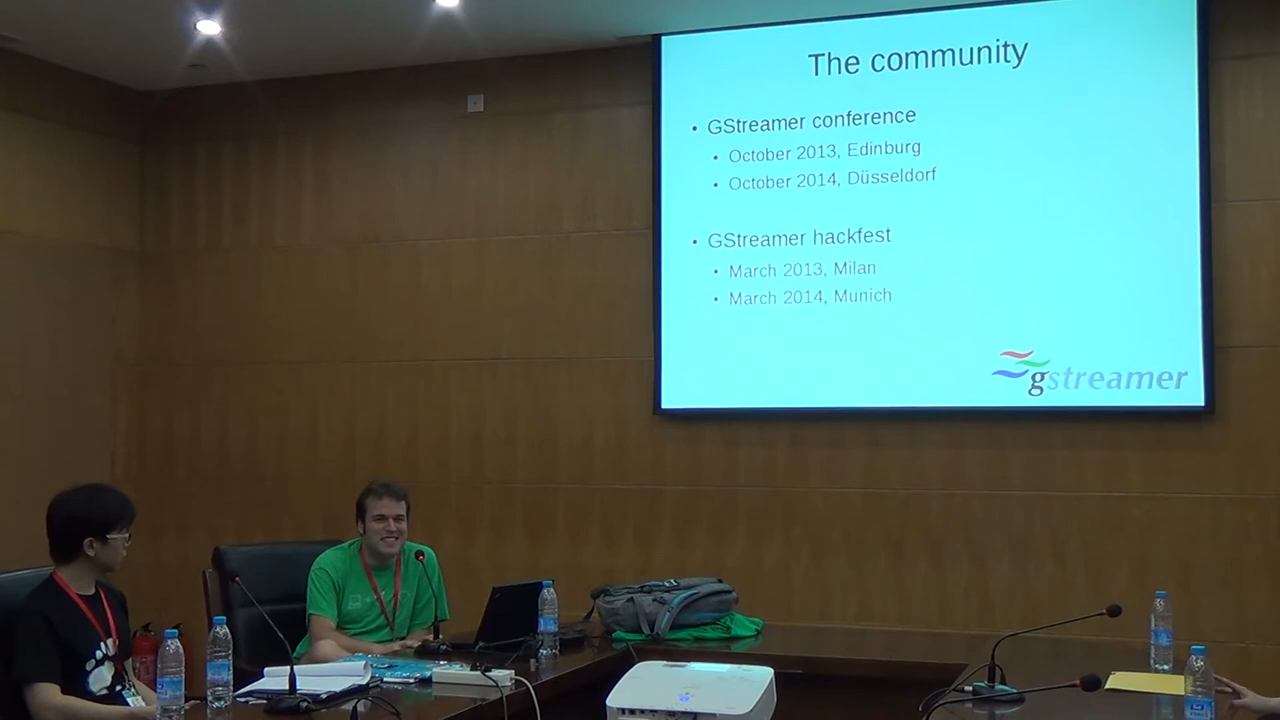 The community
• GStreamer conference
• October 2013, Edinburg
• October 2014, Düsseldorf
• GStreamer hackfest
• March 2013, Milan
• March 2014, Munich
gstreamer